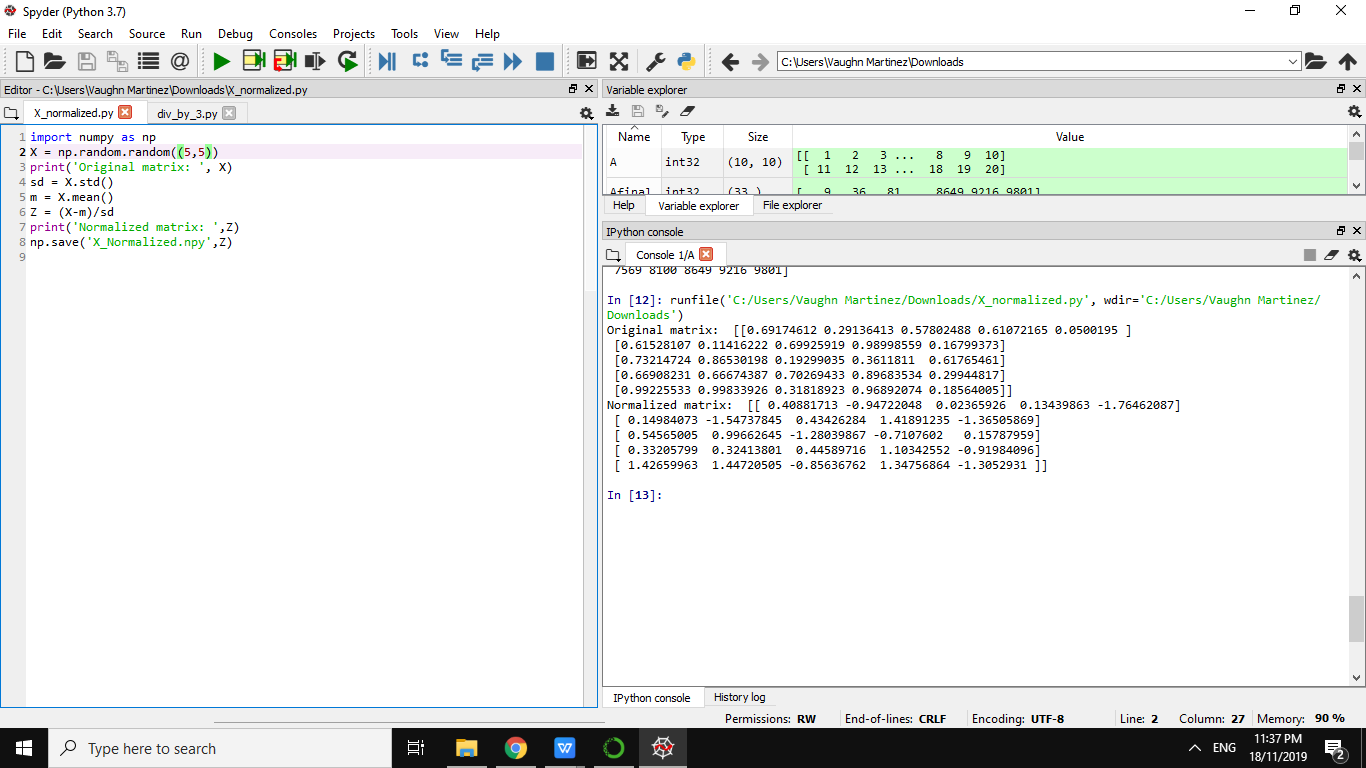 Spyder (Python 3.7)
File Edit Search Source Run Debug Consoles Projects Tools View Help
C:\Users\Vaughn Martinez\Downloads
Editor - C:\Users\Vaughn Martinez\Downloads\X_normalized.py
X_normalized.py div_by_3.py
1 import numpy as np
2 X = np.random.random((5,5))
3 print('Original matrix: ', X)
4 sd = X.std()
5 m = X.mean()
6 Z = (X-m)/sd
7 print('Normalized matrix: ',Z)
8 np.save('X_Normalized.npy',Z)
9
Variable explorer
Name Type Size Value
A int32 (10, 10) [[ 1 2 3 ... 8 9 10]
[ 11 12 13 ... 18 19 20]
Afinal int32 (33,) [ 9 36 81 8649 9216 9801]
Help Variable explorer File explorer
IPython console
Console 1/A
7569 8100 8649 9216 9801]
In [12]: runfile('C:/Users/Vaughn Martinez/Downloads/X_normalized.py', wdir='C:/Users/Vaughn Martinez/
Downloads')
Original matrix:  [[0.69174612 0.29136413 0.57802488 0.61072165 0.0500195 ]
[0.61528107 0.11416222 0.69925919 0.98998559 0.16799373]
[0.73214724 0.86530198 0.19299035 0.3611811  0.61765461]
[0.66908231 0.66674387 0.70269433 0.89683534 0.29944817]
[0.99225533 0.99833926 0.31818923 0.96892074 0.18564005]]
Normalized matrix:  [[ 0.40881713 -0.94722048  0.02365926  0.13439863 -1.76462087]
[ 0.14984073 -1.54737845  0.43426284  1.41891235 -1.36505869]
[ 0.54565005  0.99662645 -1.28039867 -0.7107602   0.15787959]
[ 0.33205799  0.32413801  0.44589716  1.10342552 -0.91984096]
[ 1.42659963  1.44720505 -0.85636762  1.34756864 -1.3052931 ]]
In [13]:
IPython console History log
Permissions: RW End-of-lines: CRLF Encoding: UTF-8 Line: 2 Column: 27 Memory: 90 %
Type here to search
ENG
11:37 PM
18/11/2019
2